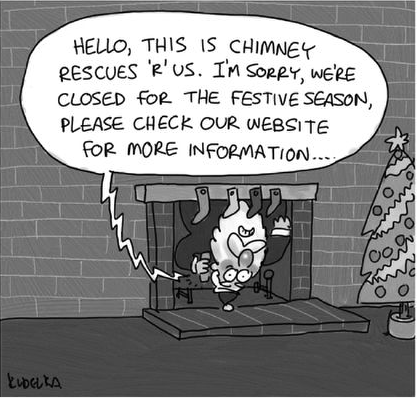 HELLO, THIS IS CHIMNEY
RESCUES 'R' US. I'M SORRY, WE'RE
CLOSED FOR THE FESTIVE SEASON,
PLEASE CHECK OUR WEBSITE
FOR MORE INFORMATION....
KUDELKA